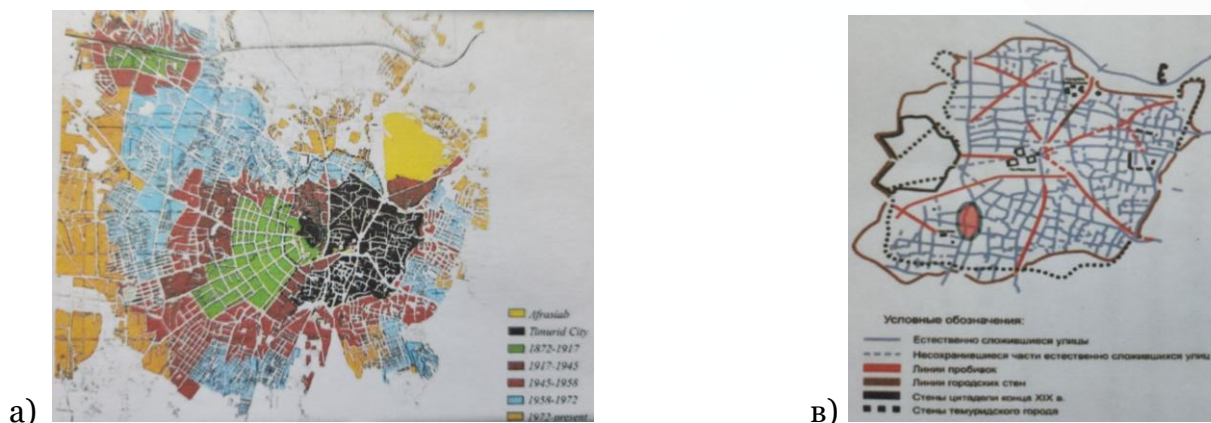 Afrasiab
Timurid City
1872-1917
1917-1945
1945-1958
1958-1972
1972-present
а)
Условные обозначения:
Естественно сложившиеся улицы
Несохранившиеся части естественно сложившихся улиц
Линии пробивок
Линии городских стен
Стены цитадели конца XIX в.
Стены темуридского города
в)